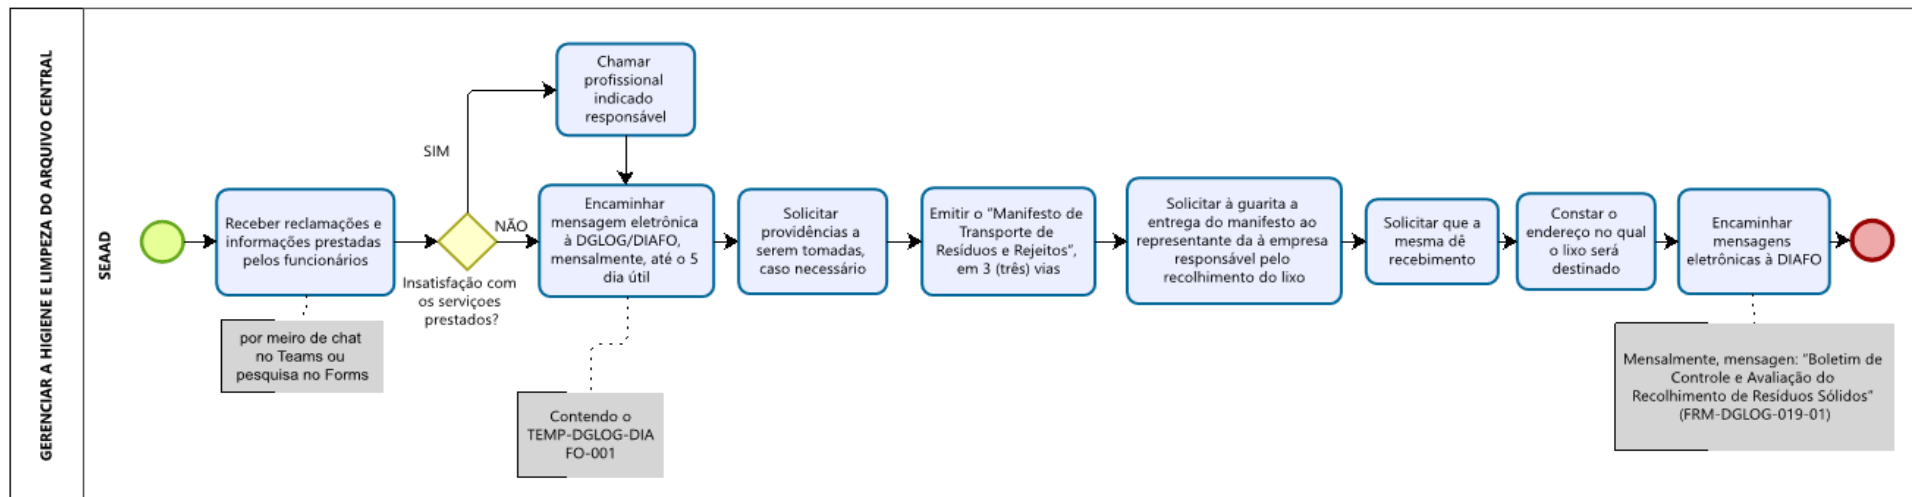 GERENCIAR A HIGIENE E LIMPEZA DO ARQUIVO CENTRAL
SEAAD
Receber reclamações e
informações prestadas
pelos funcionários
por meiro de chat
no Teams ou
pesquisa no Forms
Insatisfação com
os serviçoes
prestados?
SIM
NÃO
Chamar
profissional
indicado
responsável
Encaminhar
mensagem eletrônica
à DGLOG/DIAFO,
mensalmente, até o 5
dia útil
Contendo o
TEMP-DGLOG-DIA
FO-001
Solicitar
providências a
serem tomadas,
caso necessário
Emitir o "Manifesto de
Transporte de
Resíduos e Rejeitos",
em 3 (três) vias
Solicitar à guarita a
entrega do manifesto ao
representante da à empresa
responsável pelo
recolhimento do lixo
Solicitar que a
mesma dê
recebimento
Constar o
endereço no qual
o lixo será
destinado
Encaminhar
mensagens
eletrônicas à DIAFO
Mensalmente, mensagen: "Boletim de
Controle e Avaliação do
Recolhimento de Resíduos Sólidos"
(FRM-DGLOG-019-01)